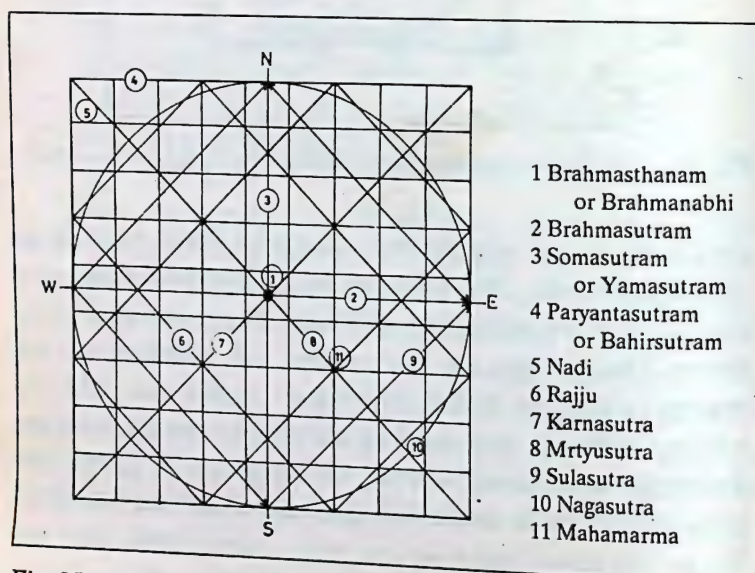 N
4
5
3
1
W
2
E
6
7
8
11
9
10
S
1 Brahmasthanam
or Brahmanabhi
2 Brahmasutram
3 Somasutram
or Yamasutram
4 Paryantasutram
or Bahirsutram
5 Nadi
6 Rajju
7 Karnasutra
8 Mrtyusutra
9 Sulasutra
10 Nagasutra
11 Mahamarma